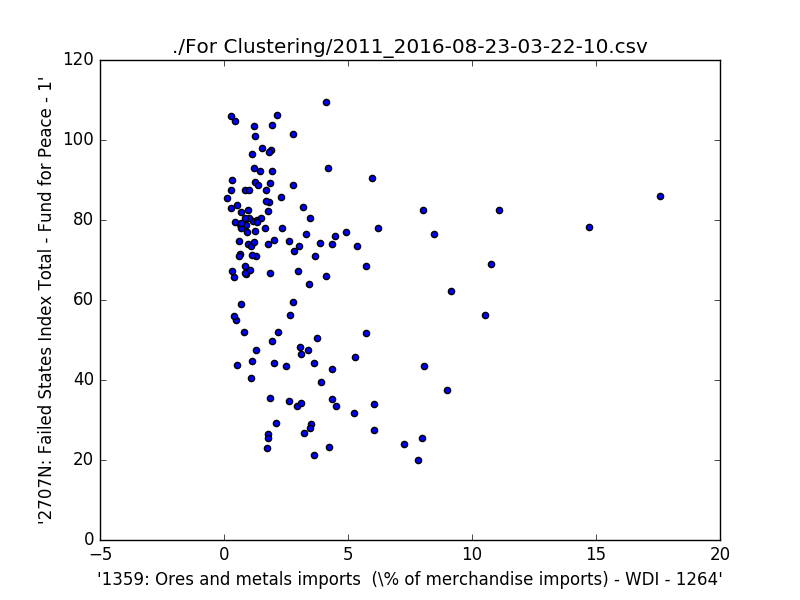 ./For Clustering/2011_2016-08-23-03-22-10.csv
120
100
80
60
40
20
0
'2707N: Failed States Index Total - Fund for Peace - 1'
−5 0 5 10 15 20
'1359: Ores and metals imports  (\% of merchandise imports) - WDI - 1264'